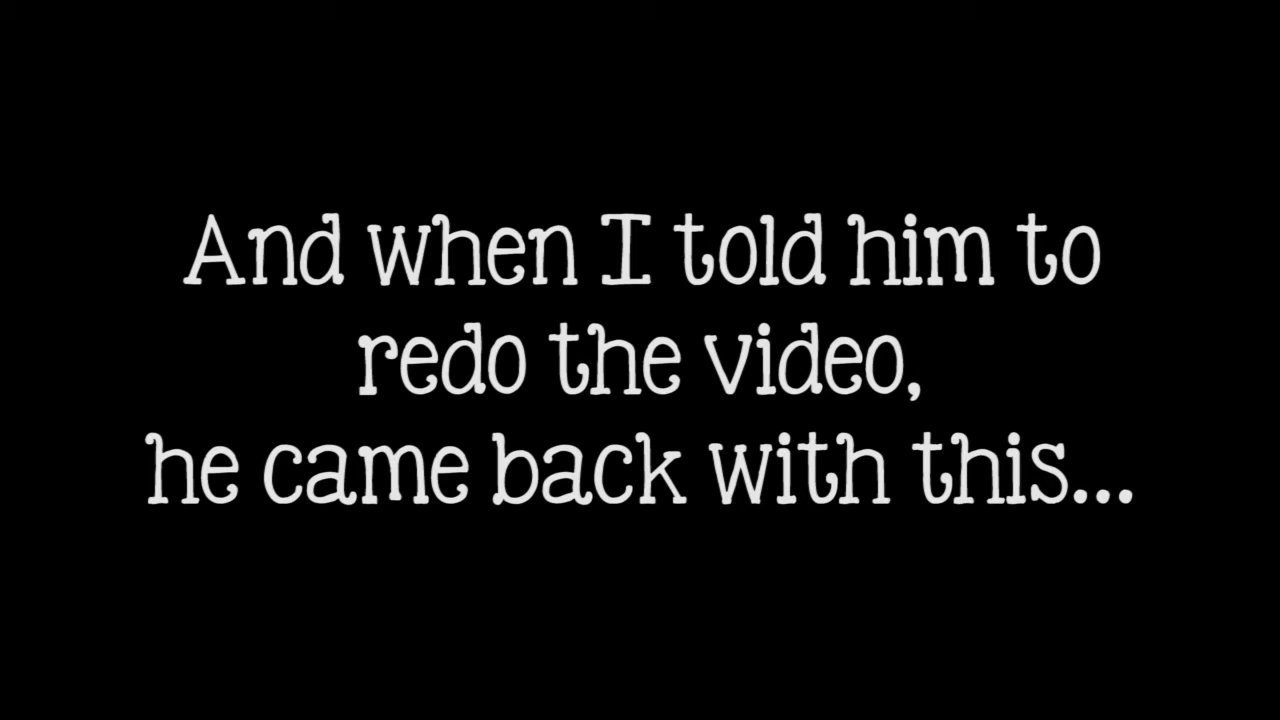 And when I told him to
redo the video,
he came back with this...